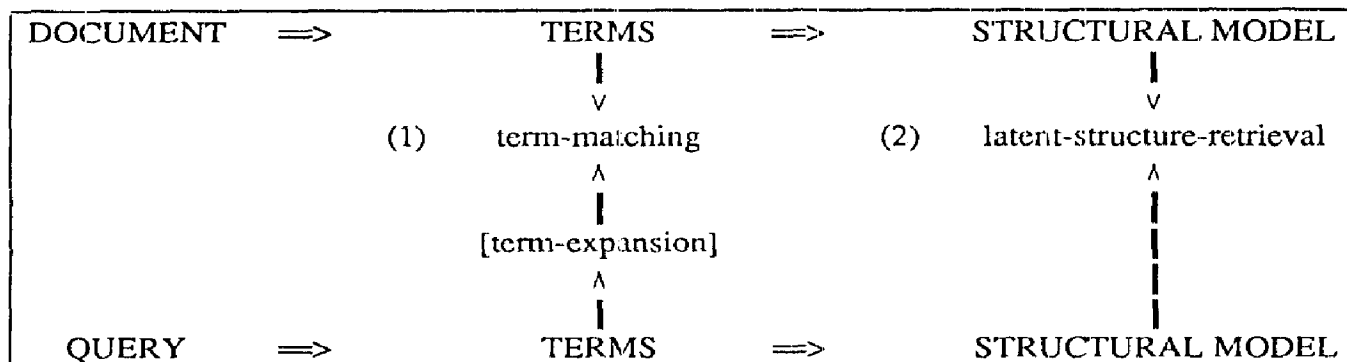 DOCUMENT ==> TERMS ==> STRUCTURAL MODEL
(1) term-matching (2) latent-structure-retrieval
[term-expansion]
QUERY ==> TERMS ==> STRUCTURAL MODEL